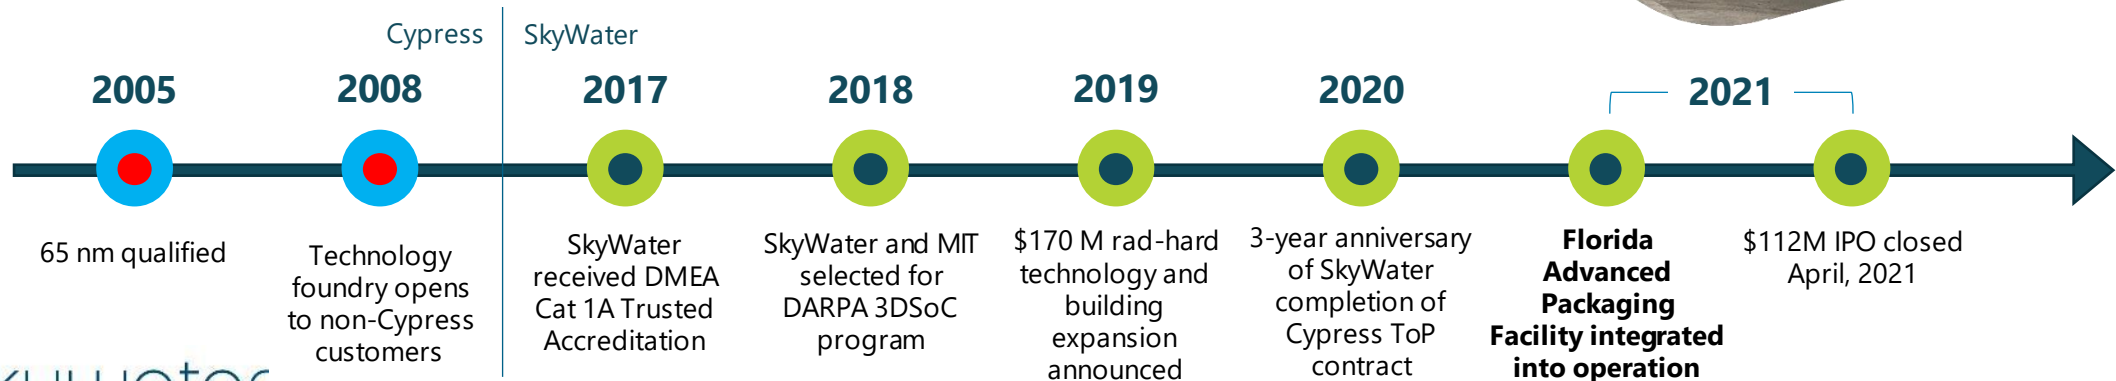 Cypress
SkyWater
2005
2008
2017
2018
2019
2020
2021
65 nm qualified
Technology
foundry opens
to non-Cypress
customers
SkyWater
received DMEA
Cat 1A Trusted
Accreditation
SkyWater and MIT
selected for
DARPA 3DSoC
program
$170 M rad-hard
technology and
building
expansion
announced
3-year anniversary
of SkyWater
completion of
Cypress ToP
contract
Florida
Advanced
Packaging
Facility integrated
into operation
$112M IPO closed
April, 2021